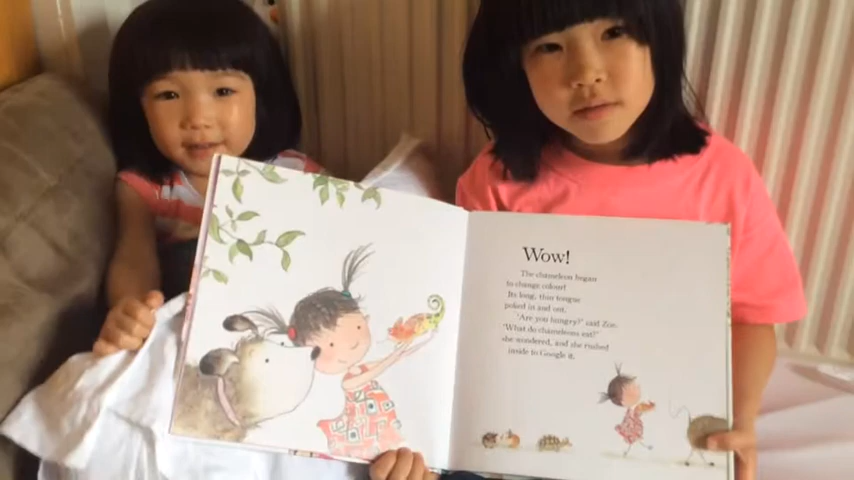 Wow!
The chameleon began
to change colour!
Its long, thin tongue
poked in and out.
"Are you hungry?" said Zoe.
"What do chameleons eat?"
she wondered, and she rushed
inside to Google it.